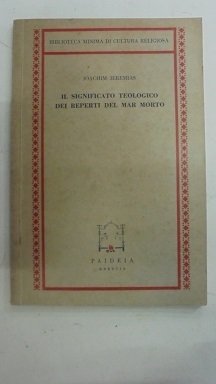 BIBLIOTECA MINIMA DI CULTURA RELIGIOSA
JOACHIM JEREMIAS
IL SIGNIFICATO TEOLOGICO
DEI REPERTI DEL MAR MORTO
PAIDEIA
BRESCIA